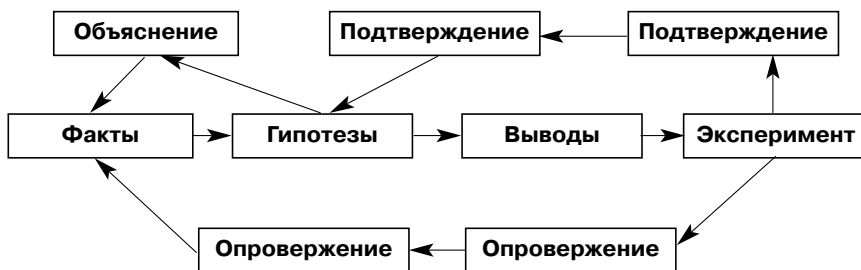 Объяснение
Подтверждение
Подтверждение
Факты
Гипотезы
Выводы
Эксперимент
Опровержение
Опровержение